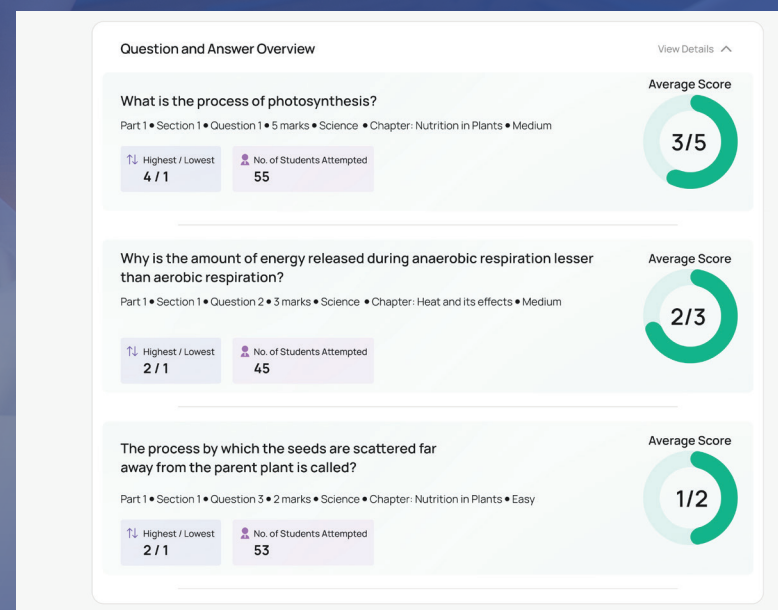 Question and Answer Overview
View Details
What is the process of photosynthesis?
Part 1 • Section 1 • Question 1 • 5 marks • Science • Chapter: Nutrition in Plants • Medium
Highest / Lowest
4 / 1
No. of Students Attempted
55
Average Score
3/5
Why is the amount of energy released during anaerobic respiration lesser
than aerobic respiration?
Part 1 • Section 1 • Question 2 • 3 marks • Science • Chapter: Heat and its effects • Medium
Highest / Lowest
2 / 1
No. of Students Attempted
45
Average Score
2/3
The process by which the seeds are scattered far
away from the parent plant is called?
Part 1 • Section 1 • Question 3 • 2 marks • Science • Chapter: Nutrition in Plants • Easy
Highest / Lowest
2 / 1
No. of Students Attempted
53
Average Score
1/2